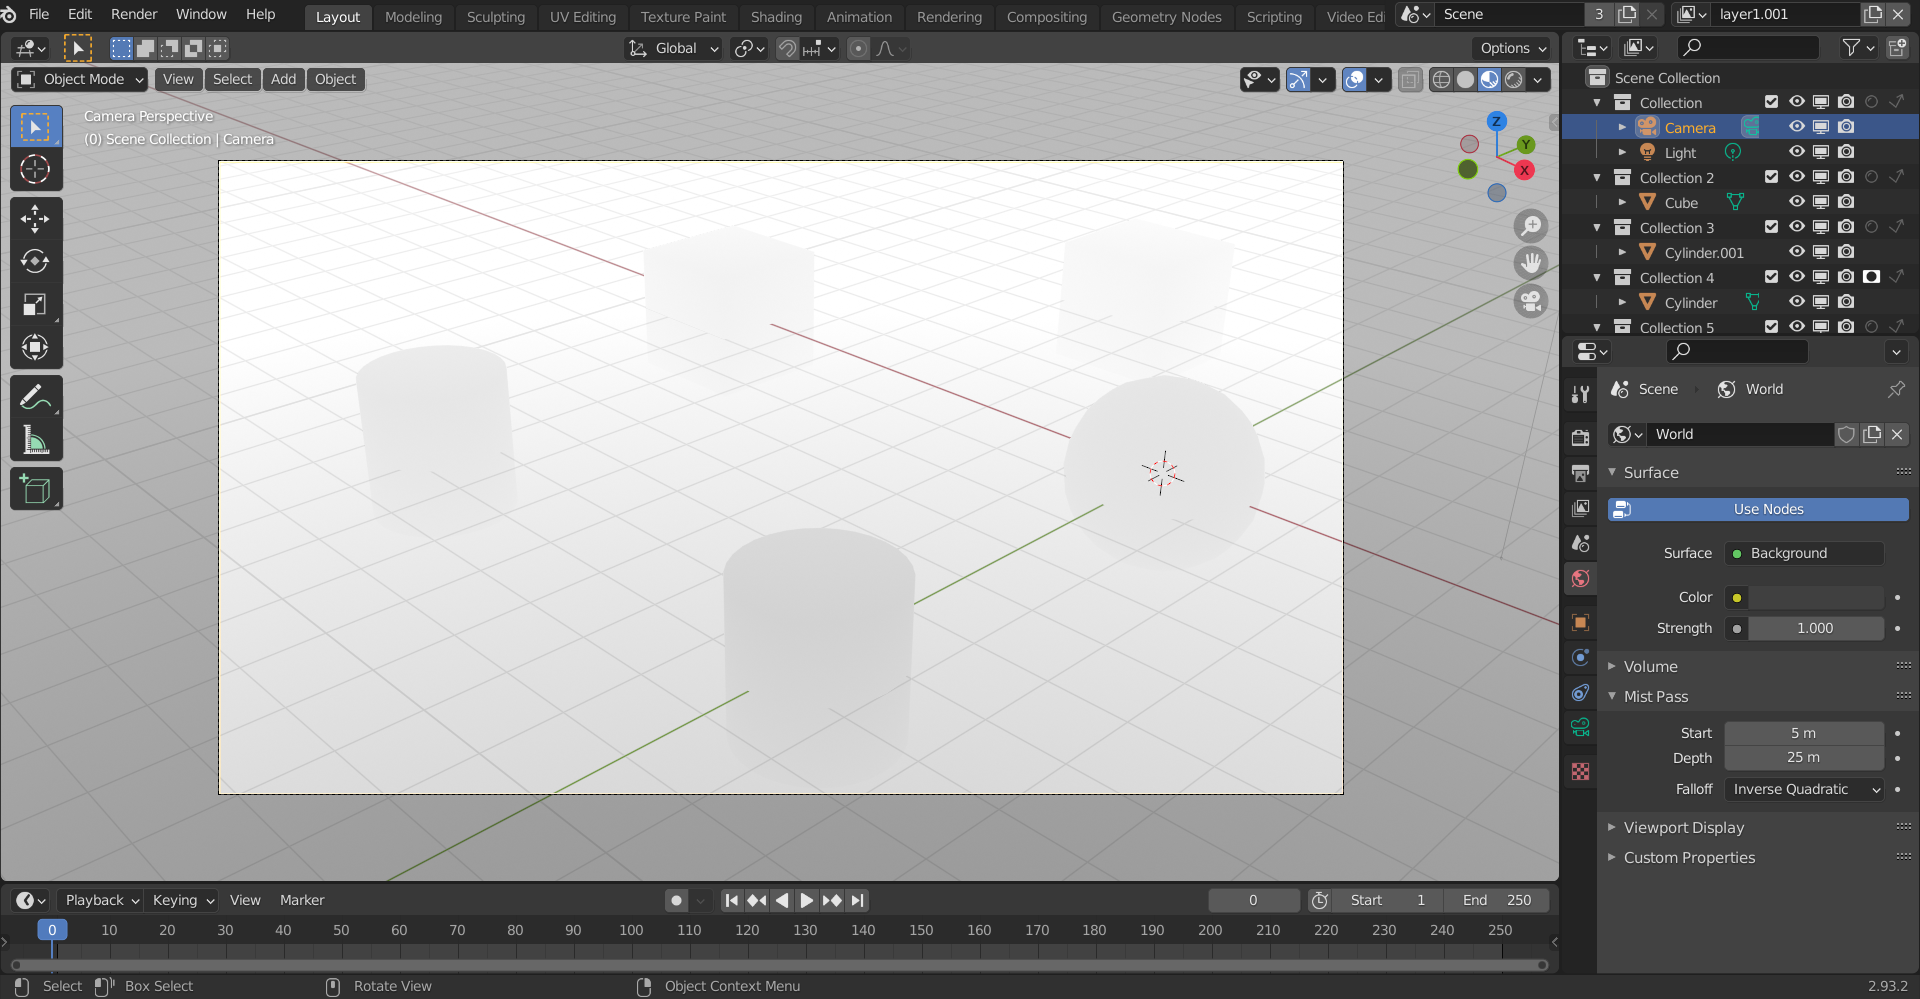 File Edit Render Window Help Layout Modeling Sculpting UV Editing Texture Paint Shading Animation Rendering Compositing Geometry Nodes Scripting Video Edi Scene 3 layer1.001
Global Options
Object Mode View Select Add Object
Camera Perspective
(0) Scene Collection | Camera
Z
Y
X
Scene Collection
Collection
Camera
Light
Collection 2
Cube
Collection 3
Cylinder.001
Collection 4
Cylinder
Collection 5
Scene World
World
Surface
Use Nodes
Surface Background
Color
Strength 1.000
Volume
Mist Pass
Start 5 m
Depth 25 m
Falloff Inverse Quadratic
Viewport Display
Custom Properties
Playback Keying View Marker 0 Start 1 End 250
0 10 20 30 40 50 60 70 80 90 100 110 120 130 140 150 160 170 180 190 200 210 220 230 240 250
Select Box Select Rotate View Object Context Menu 2.93.2